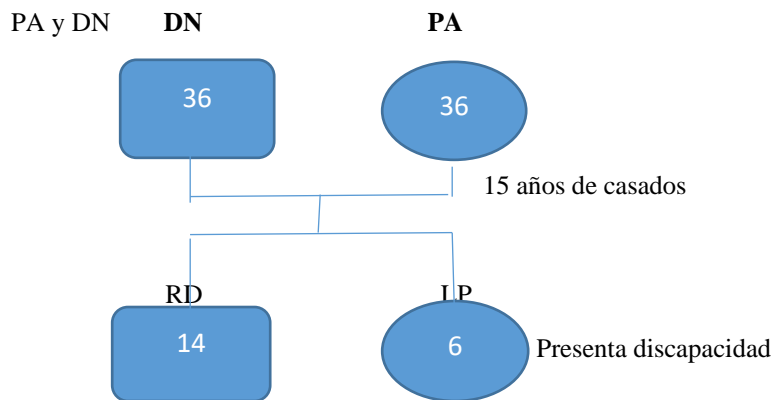 PA y DN DN PA
36 36
15 años de casados
RD
14 6 Presenta discapacidad